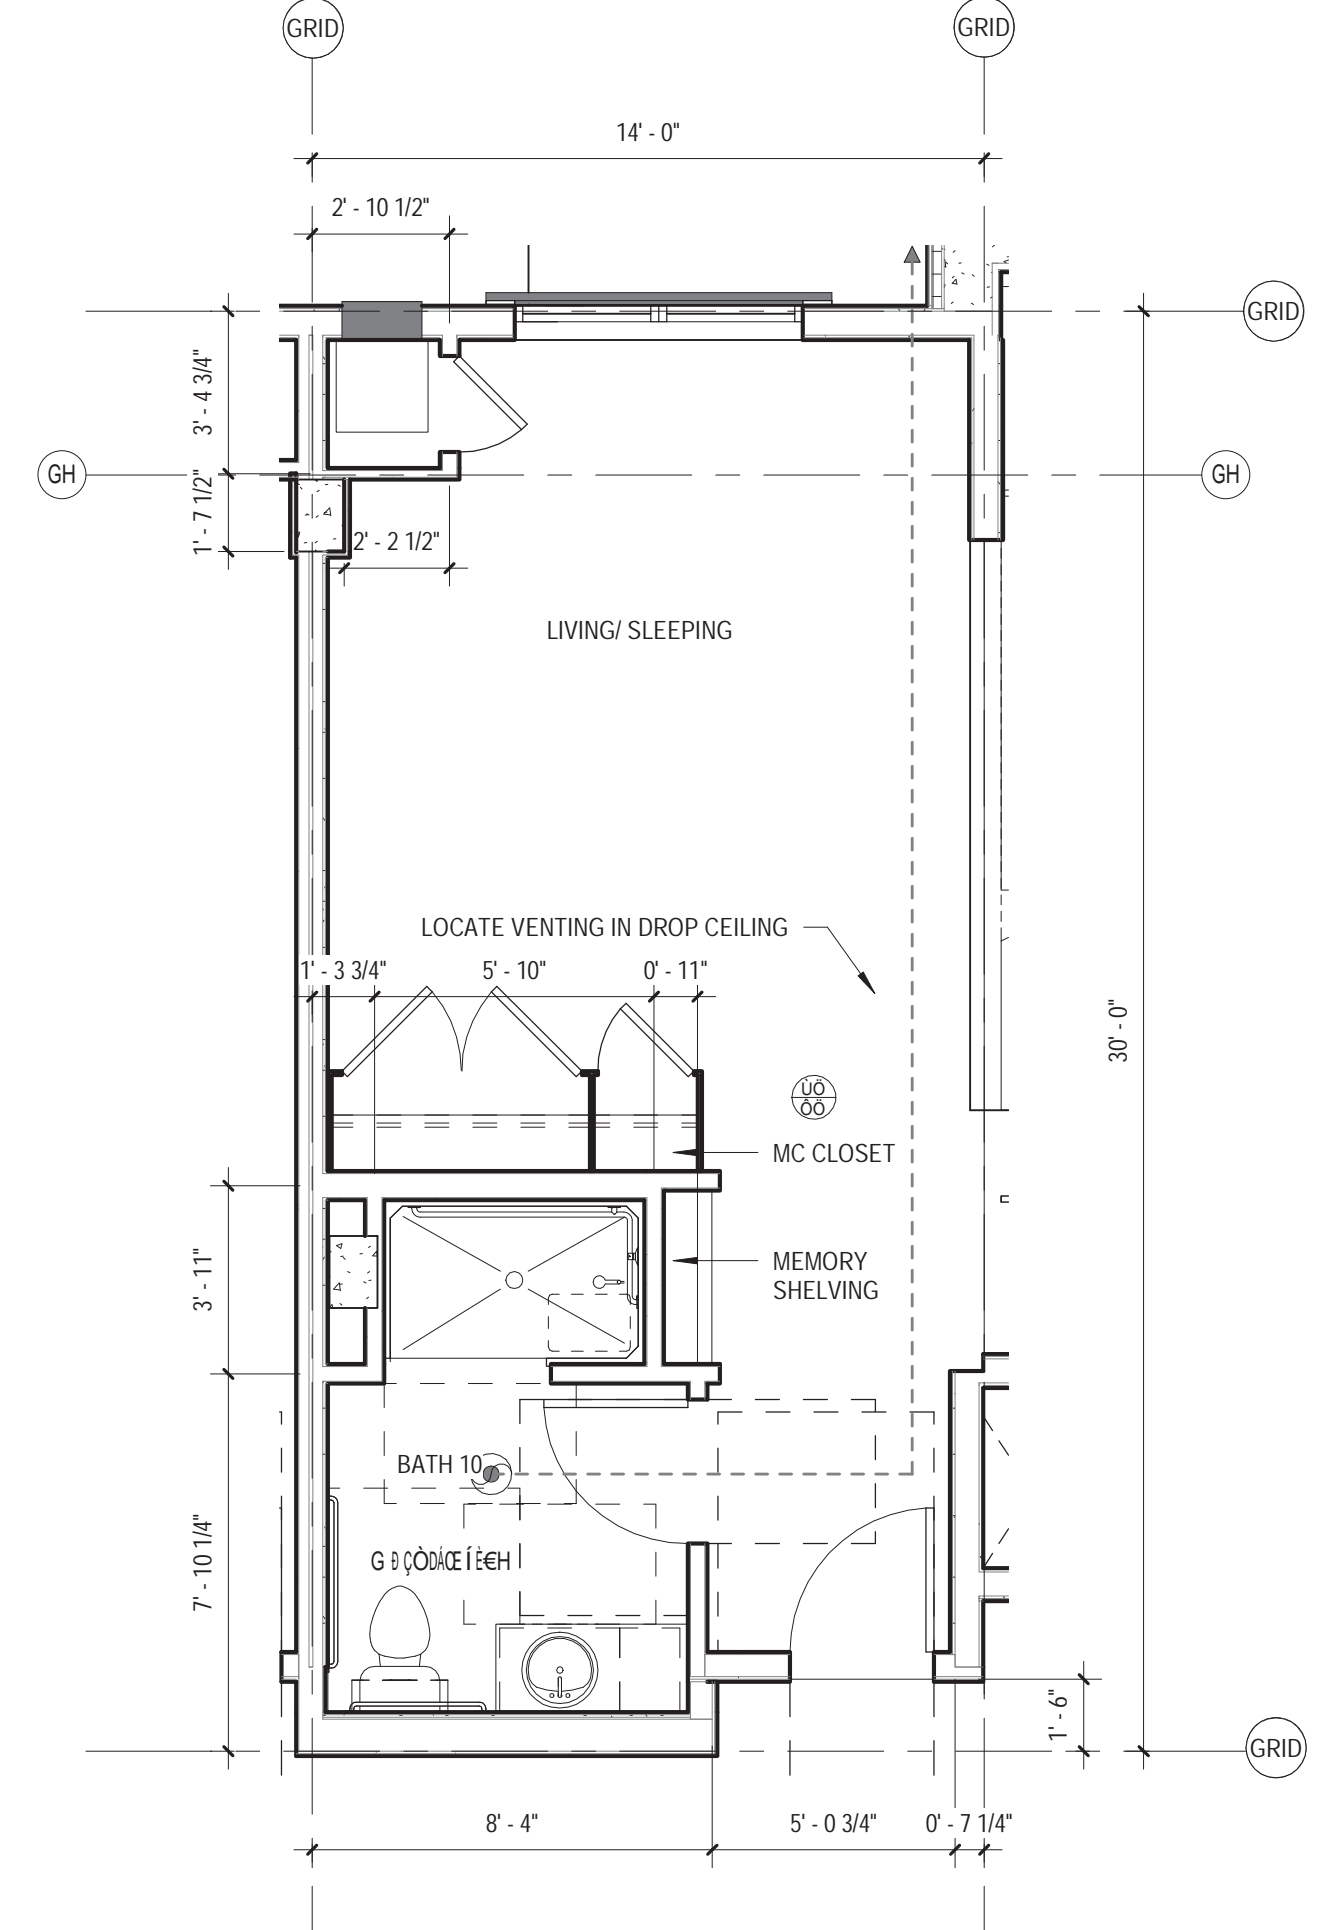 GRID
GRID
14' - 0"
2' - 10 1/2"
GRID
3' - 4 3/4"
GH
GH
1' - 7 1/2"
2' - 2 1/2"
LIVING/ SLEEPING
LOCATE VENTING IN DROP CEILING
1' - 3 3/4"
5' - 10"
0' - 11"
30' - 0"
ÙÖ
ÔÖ
MC CLOSET
3' - 11"
MEMORY
SHELVING
BATH 10
7' - 10 1/4"
1' - 6"
GRID
8' - 4"
5' - 0 3/4"
0' - 7 1/4"